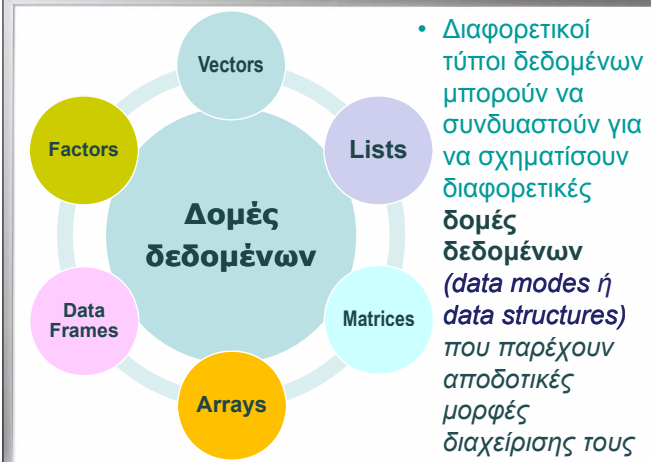 Vectors
Lists
Matrices
Arrays
Data
Frames
Factors
Δομές
δεδομένων
• Διαφορετικοί
τύποι δεδομένων
μπορούν να
συνδυαστούν για
να σχηματίσουν
διαφορετικές
δομές
δεδομένων
(data modes ή
data structures)
που παρέχουν
αποδοτικές
μορφές
διαχείρισης τους